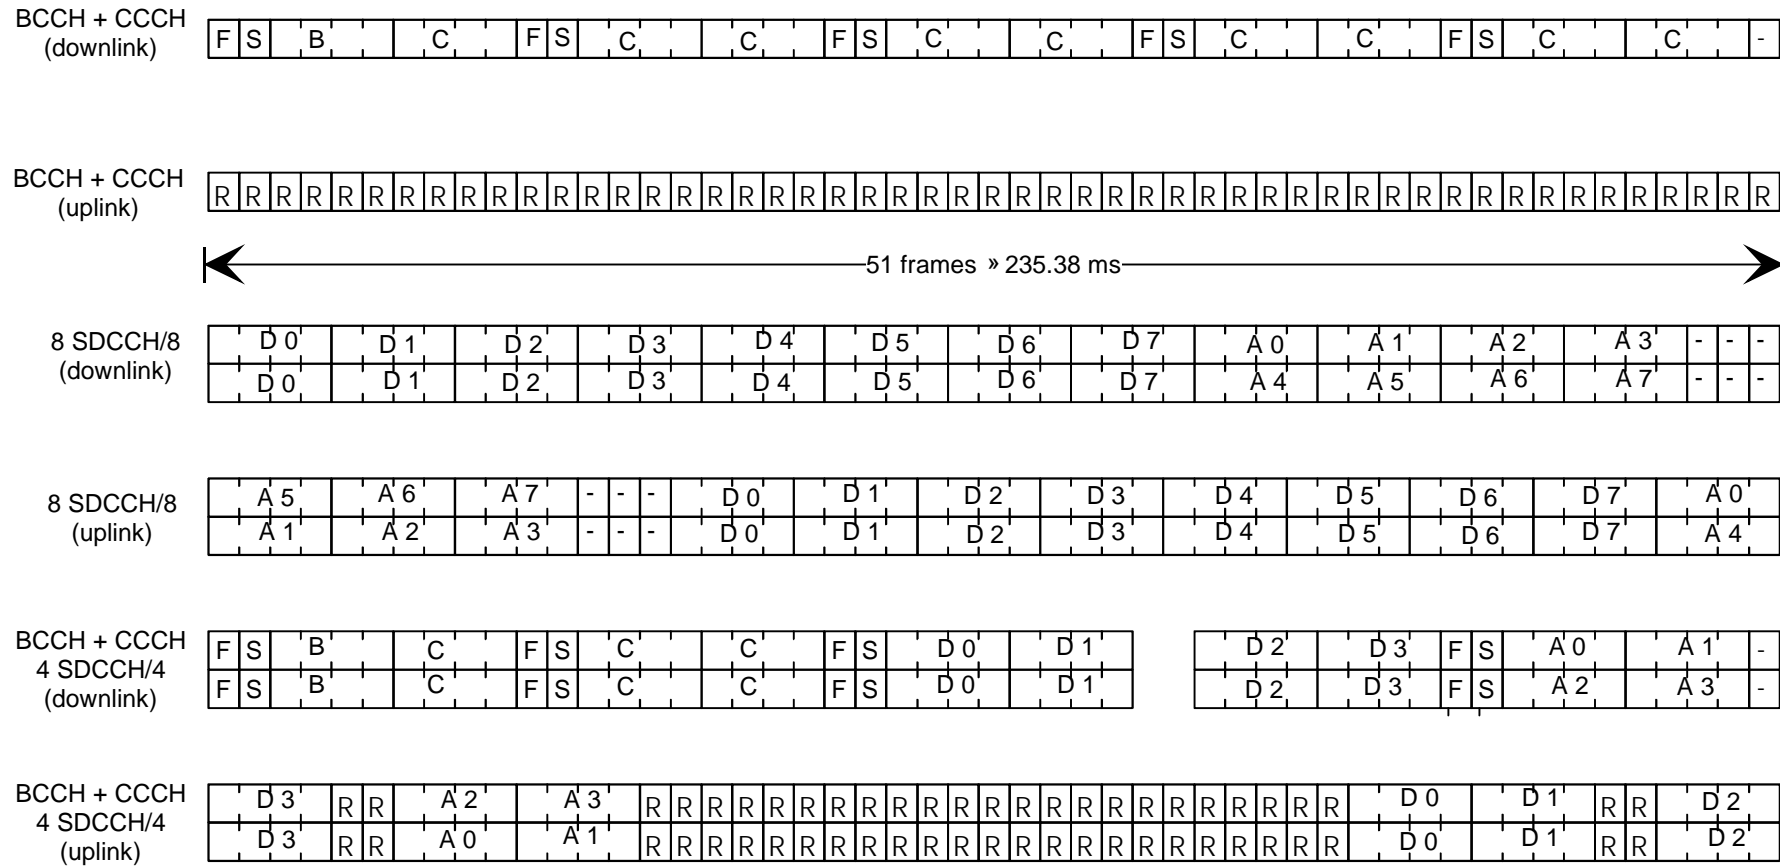 BCCH + CCCH
(downlink)
F S B C F S C C F S C C F S C C F S C C -
BCCH + CCCH
(uplink)
R R R R R R R R R R R R R R R R R R R R R R R R R R R R R R R R R R R R R R R R R R R R R R R R R R R
51 frames » 235.38 ms
8 SDCCH/8
(downlink)
D 0 D 1 D 2 D 3 D 4 D 5 D 6 D 7 A 0 A 1 A 2 A 3 - - -
D 0 D 1 D 2 D 3 D 4 D 5 D 6 D 7 A 4 A 5 A 6 A 7 - - -
8 SDCCH/8
(uplink)
A 5 A 6 A 7 - - - D 0 D 1 D 2 D 3 D 4 D 5 D 6 D 7 A 0
A 1 A 2 A 3 - - - D 0 D 1 D 2 D 3 D 4 D 5 D 6 D 7 A 4
BCCH + CCCH
4 SDCCH/4
(downlink)
F S B C F S C C F S D 0 D 1 D 2 D 3 F S A 0 A 1 -
F S B C F S C C F S D 0 D 1 D 2 D 3 F S A 2 A 3 -
BCCH + CCCH
4 SDCCH/4
(uplink)
D 3 R R A 2 A 3 R R R R R R R R R R R R R R R R R R R R R R R D 0 D 1 R R D 2
D 3 R R A 0 A 1 R R R R R R R R R R R R R R R R R R R R R R R D 0 D 1 R R D 2